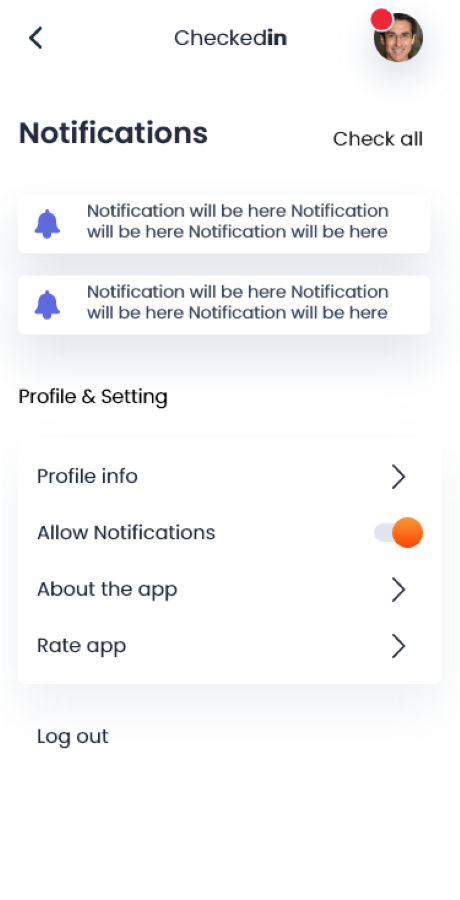 Checkedin
Notifications
Check all
Notification will be here Notification
will be here Notification will be here
Notification will be here Notification
will be here Notification will be here
Profile & Setting
Profile info
Allow Notifications
About the app
Rate app
Log out